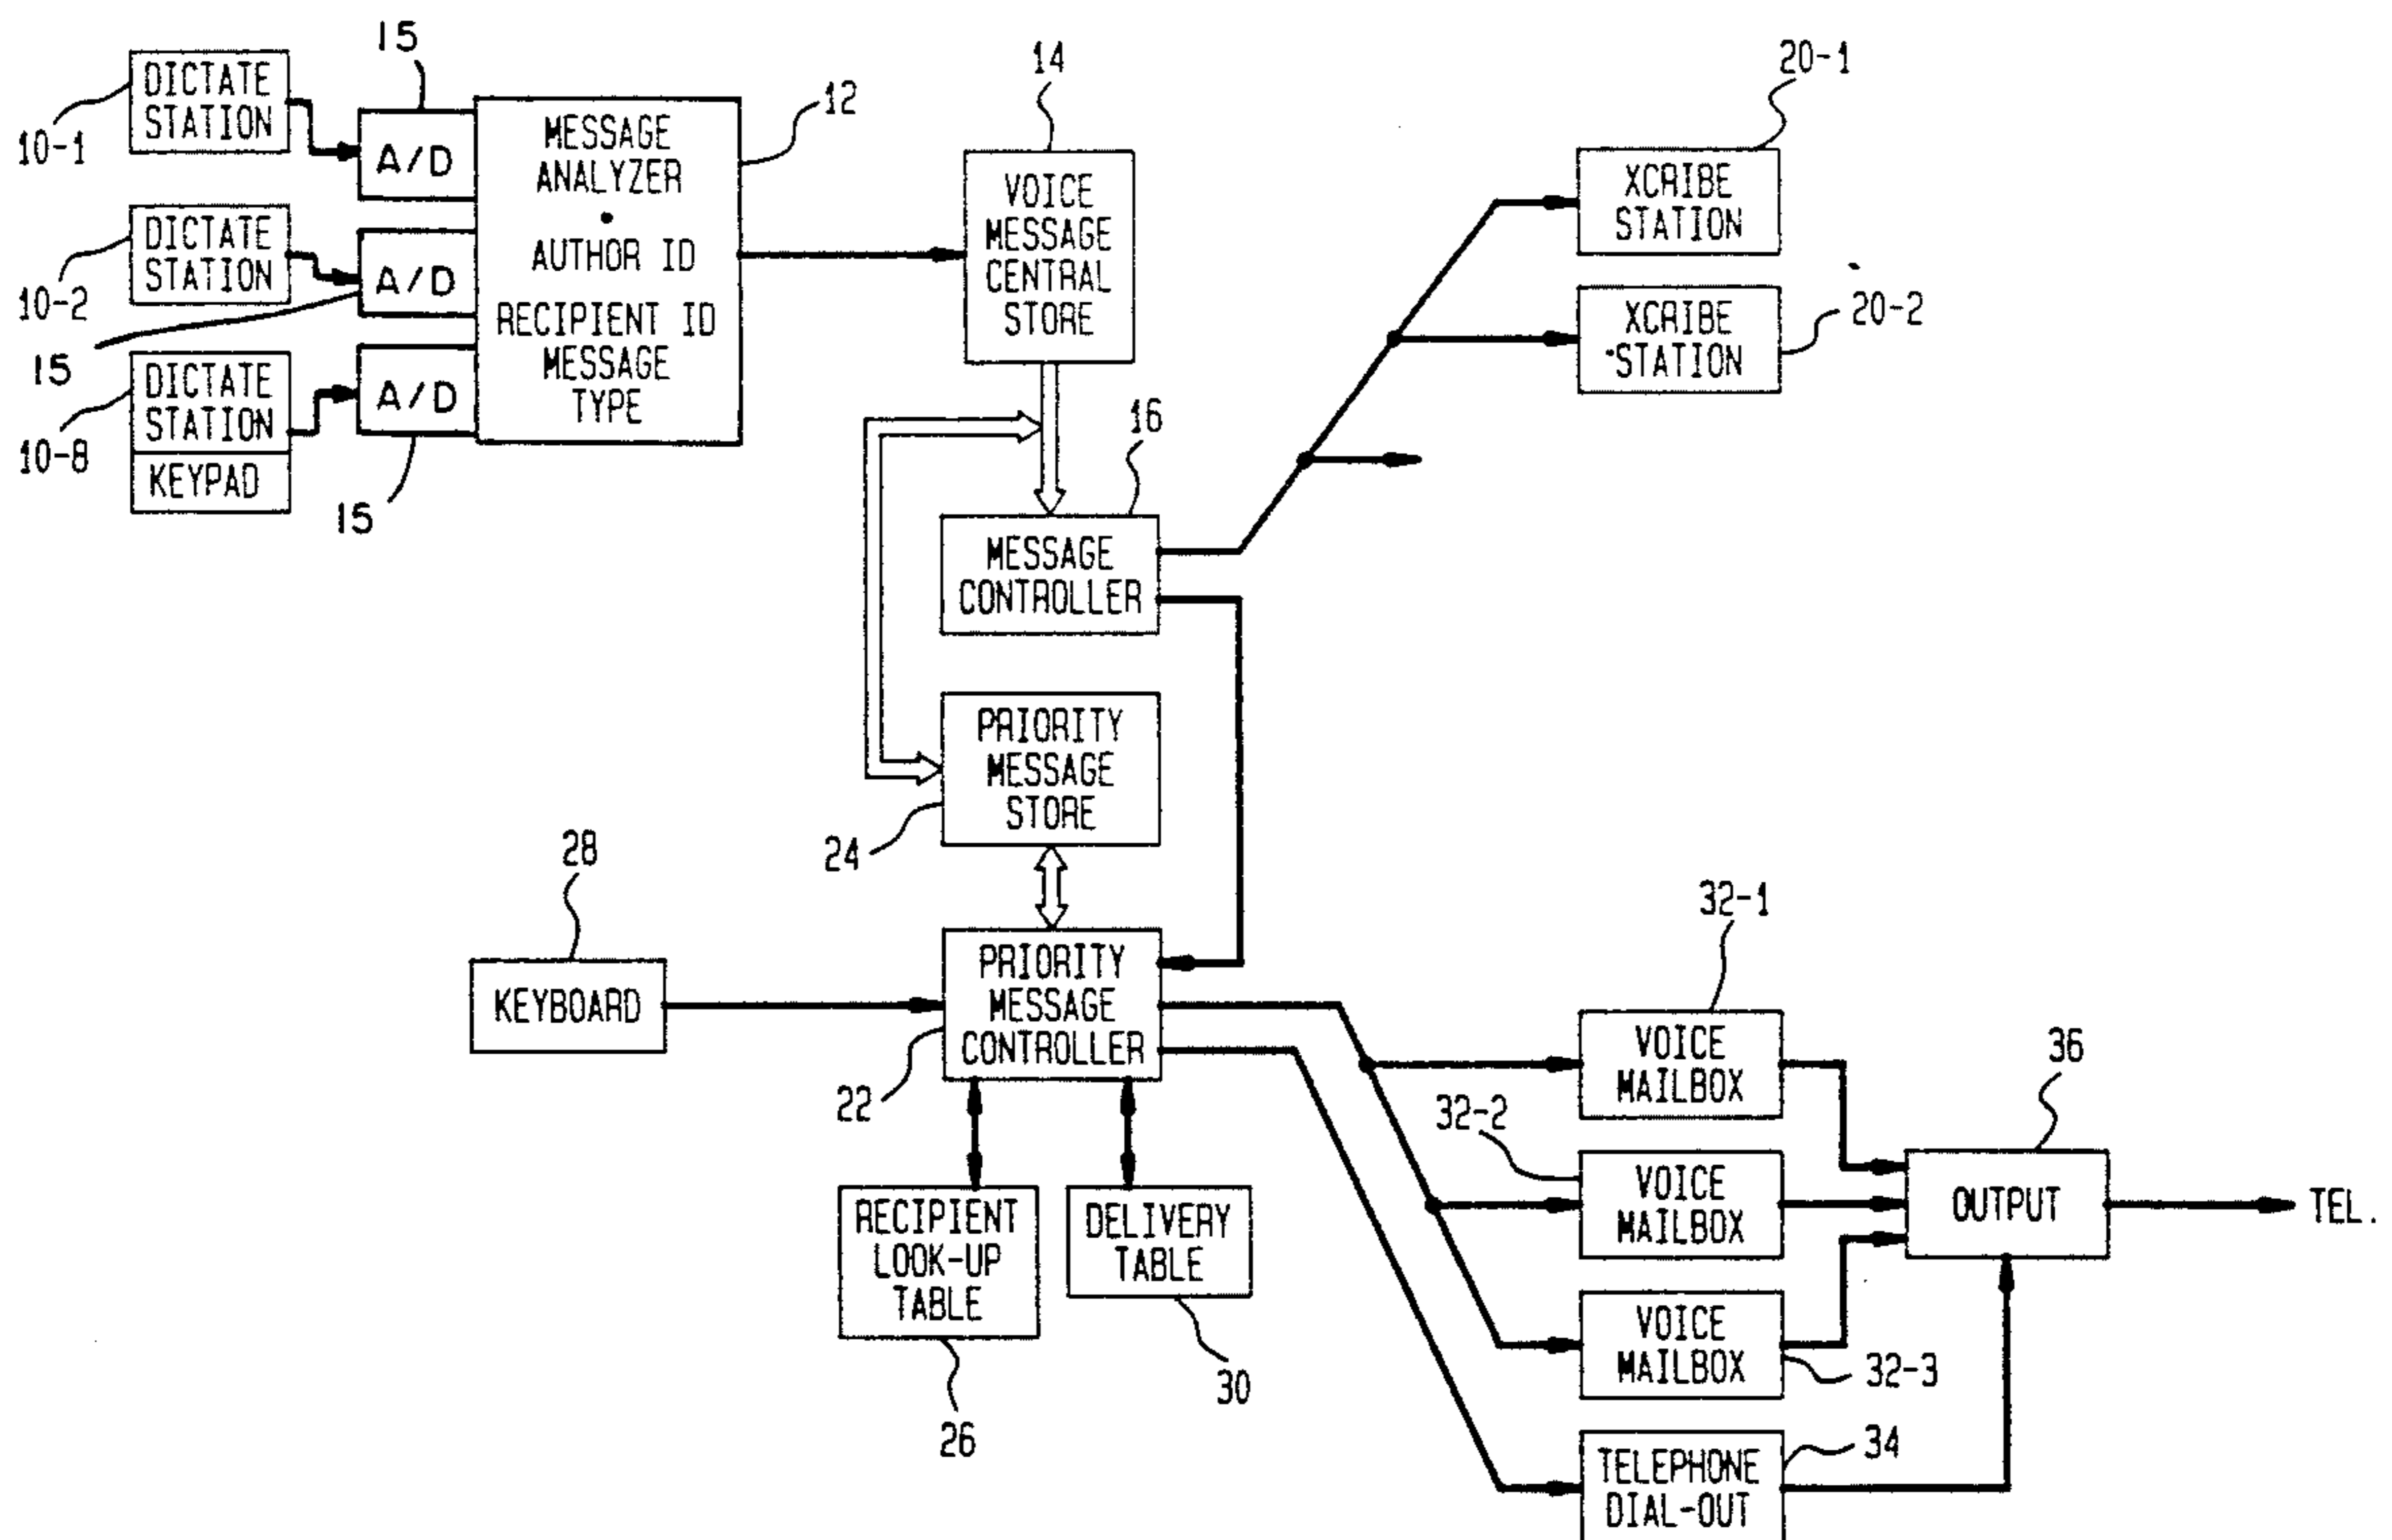 15
DICTATE
STATION
10-1
A/D
MESSAGE
ANALYZER
•
AUTHOR ID
RECIPIENT ID
MESSAGE
TYPE
12
14
VOICE
MESSAGE
CENTRAL
STORE
20-1
XCRIBE
STATION
DICTATE
STATION
10-2
A/D
15
XCRIBE
STATION
20-2
DICTATE
STATION
10-8
KEYPAD
A/D
15
16
MESSAGE
CONTROLLER
PRIORITY
MESSAGE
STORE
24
28
KEYBOARD
PRIORITY
MESSAGE
CONTROLLER
22
RECIPIENT
LOOK-UP
TABLE
26
DELIVERY
TABLE
30
32-1
VOICE
MAILBOX
32-2
VOICE
MAILBOX
VOICE
MAILBOX
32-3
36
OUTPUT
TEL.
TELEPHONE
DIAL-OUT
34